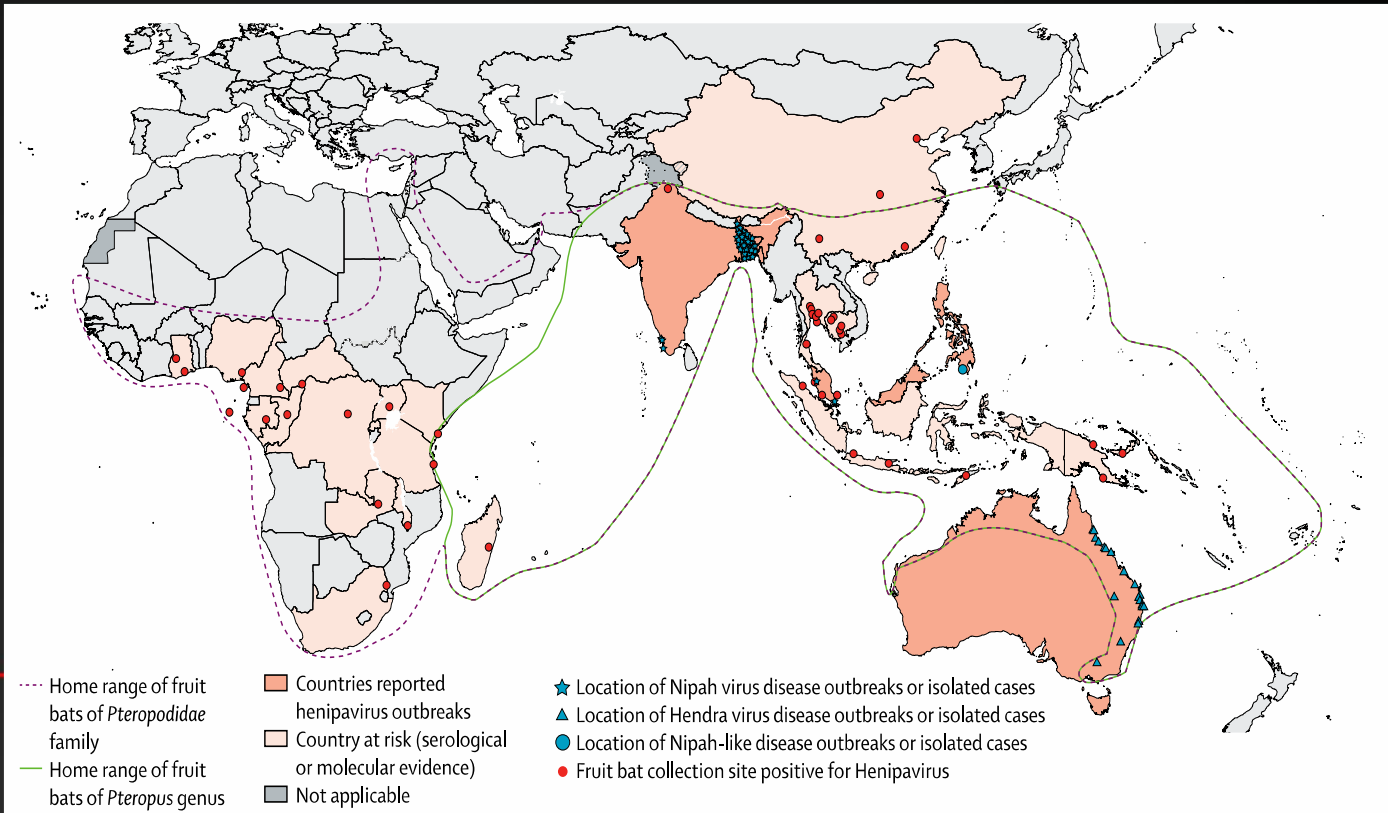 Home range of fruit
bats of Pteropodidae
family
Home range of fruit
bats of Pteropus genus
Countries reported
henipavirus outbreaks
Country at risk (serological
or molecular evidence)
Not applicable
Location of Nipah virus disease outbreaks or isolated cases
Location of Hendra virus disease outbreaks or isolated cases
Location of Nipah-like disease outbreaks or isolated cases
Fruit bat collection site positive for Henipavirus